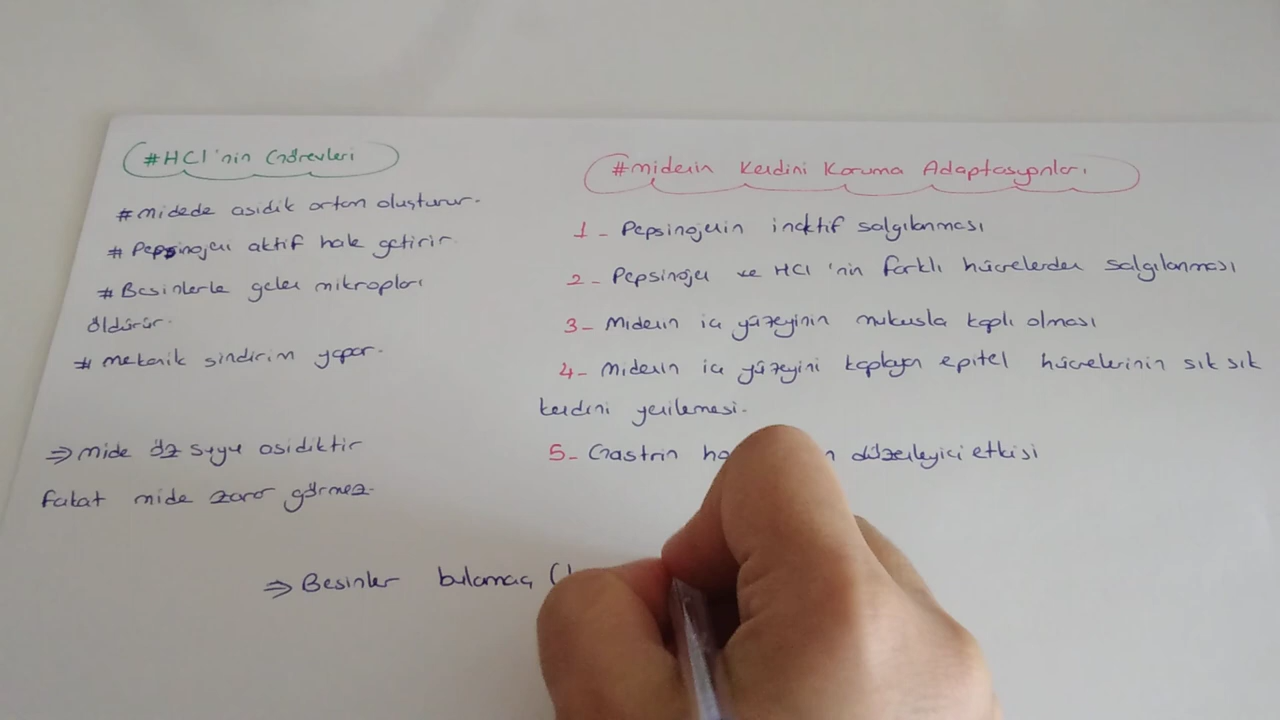 #HCl'nin Görevleri
#midede asidik ortam oluşturur.
#Pepsinojeni aktif hale getirir
#Besinlerle gelen mikropları
öldürür.
#mekanik sindirim yapar.
⇒ mide öz suyu asidiktir
fakat mide zarar görmez.
#midenin Kendini Koruma Adaptasyonları
1- Pepsinojenin inaktif salgılanması
2- Pepsinojen ve HCl'nin farklı hücrelerden salgılanması
3- Midenin iç yüzeyinin mukusla kaplı olması
4- Midenin iç yüzeyini kaplayan epitel hücrelerinin sık sık
kendini yenilemesi.
5- Gastrin düzenleyici etkisi
⇒ Besinler bulamaç (